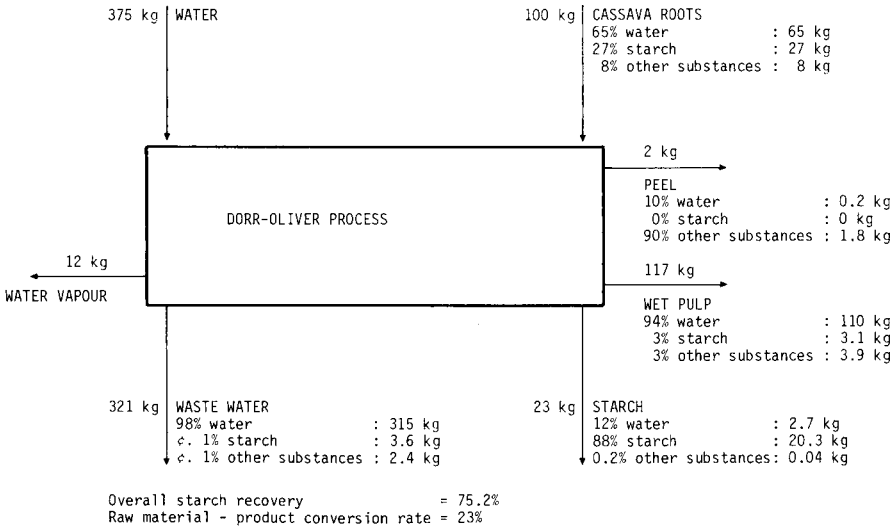 375 kg WATER
100 kg CASSAVA ROOTS
65% water : 65 kg
27% starch : 27 kg
8% other substances : 8 kg
2 kg
PEEL
10% water : 0.2 kg
0% starch : 0 kg
90% other substances : 1.8 kg
DORR-OLIVER PROCESS
12 kg
WATER VAPOUR
117 kg
WET PULP
94% water : 110 kg
3% starch : 3.1 kg
3% other substances : 3.9 kg
321 kg WASTE WATER
98% water : 315 kg
c. 1% starch : 3.6 kg
c. 1% other substances : 2.4 kg
23 kg STARCH
12% water : 2.7 kg
88% starch : 20.3 kg
0.2% other substances: 0.04 kg
Overall starch recovery = 75.2%
Raw material - product conversion rate = 23%